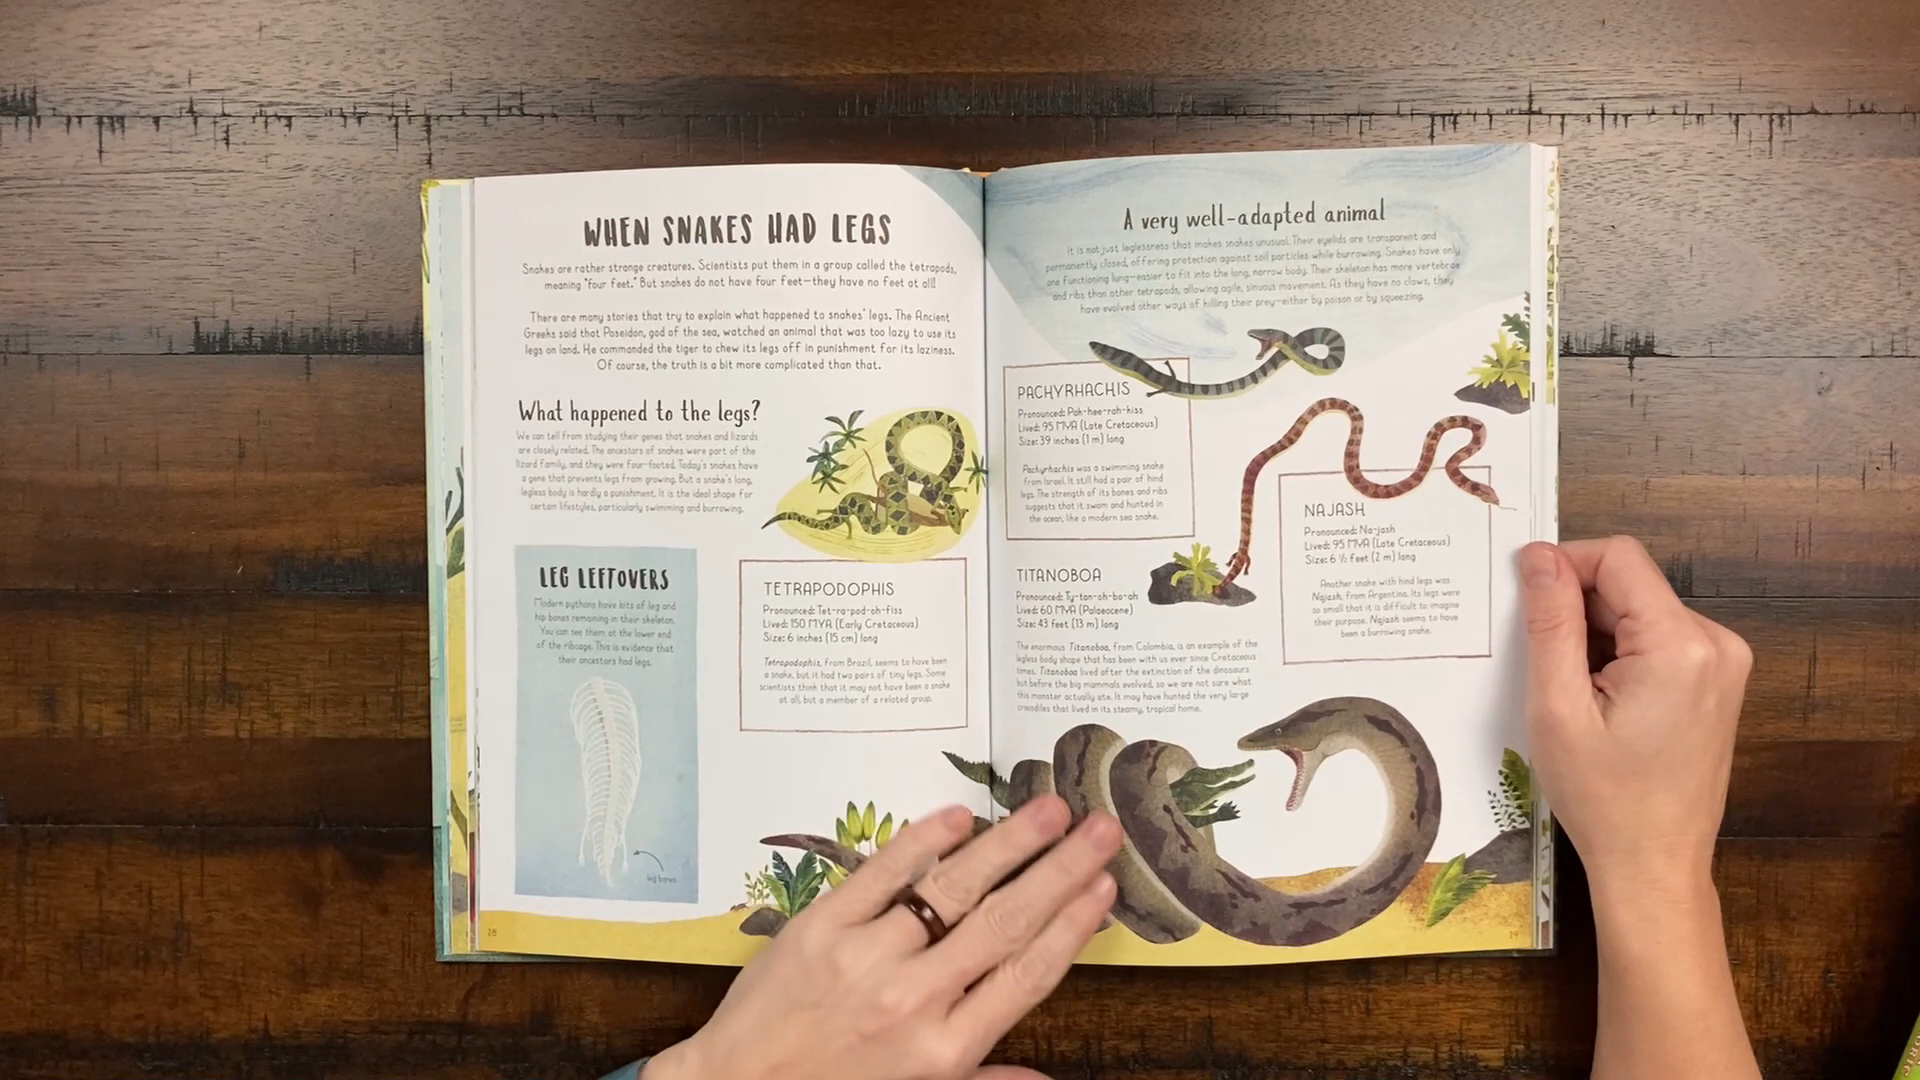 WHEN SNAKES HAD LEGS
Snakes are rather strange creatures. Scientists put them in a group called the tetrapods,
meaning "four feet." But snakes do not have four feet—they have no feet at all!
There are many stories that try to explain what happened to snakes' legs. The Ancient
Greeks said that Poseidon, god of the sea, watched an animal that was too lazy to use its
legs on land. He commanded the tiger to chew its legs off in punishment for its laziness.
Of course, the truth is a bit more complicated than that.
What happened to the legs?
We can tell from studying their genes that snakes and lizards
are closely related. The ancestors of snakes were part of the
lizard family, and they were four-footed. Today's snakes have
a gene that prevents legs from growing. But a snake's long,
legless body is hardly a punishment. It is the ideal shape for
certain lifestyles, particularly swimming and burrowing.
LEG LEFTOVERS
Modern pythons have bits of leg and
hip bones remaining in their skeleton.
You can see them at the lower end
of the ribcage. This is evidence that
their ancestors had legs.
leg bones
TETRAPODOPHIS
Pronounced: Tet-ra-pod-oh-fiss
Lived: 150 MYA (Early Cretaceous)
Size: 6 inches (15 cm) long
Tetrapodophis, from Brazil, seems to have been
a snake, but it had two pairs of tiny legs. Some
scientists think that it may not have been a snake
at all, but a member of a related group.
28
A very well-adapted animal
It is not just leglessness that makes snakes unusual. Their eyelids are transparent and
permanently closed, offering protection against soil particles while burrowing. Snakes have only
one functioning lung—easier to fit into the long, narrow body. Their skeleton has more vertebrae
and ribs than other tetrapods, allowing agile, sinuous movement. As they have no claws, they
have evolved other ways of killing their prey—either by poison or by squeezing.
PACHYRHACHIS
Pronounced: Pak-hee-rah-kiss
Lived: 95 MYA (Late Cretaceous)
Size: 39 inches (1 m) long
Pachyrhachis was a swimming snake
from Israel. It still had a pair of hind
legs. The strength of its bones and ribs
suggests that it swam and hunted in
the ocean, like a modern sea snake.
NAJASH
Pronounced: Na-jash
Lived: 95 MYA (Late Cretaceous)
Size: 6 ½ feet (2 m) long
Another snake with hind legs was
Najash, from Argentina. Its legs were
so small that it is difficult to imagine
their purpose. Najash seems to have
been a burrowing snake.
TITANOBOA
Pronounced: Ty-tan-oh-bo-ah
Lived: 60 MYA (Palaeocene)
Size: 43 feet (13 m) long
The enormous Titanoboa, from Colombia, is an example of the
legless body shape that has been with us ever since Cretaceous
times. Titanoboa lived after the extinction of the dinosaurs
but before the big mammals evolved, so we are not sure what
this monster actually ate. It may have hunted the very large
crocodiles that lived in its steamy, tropical home.
29